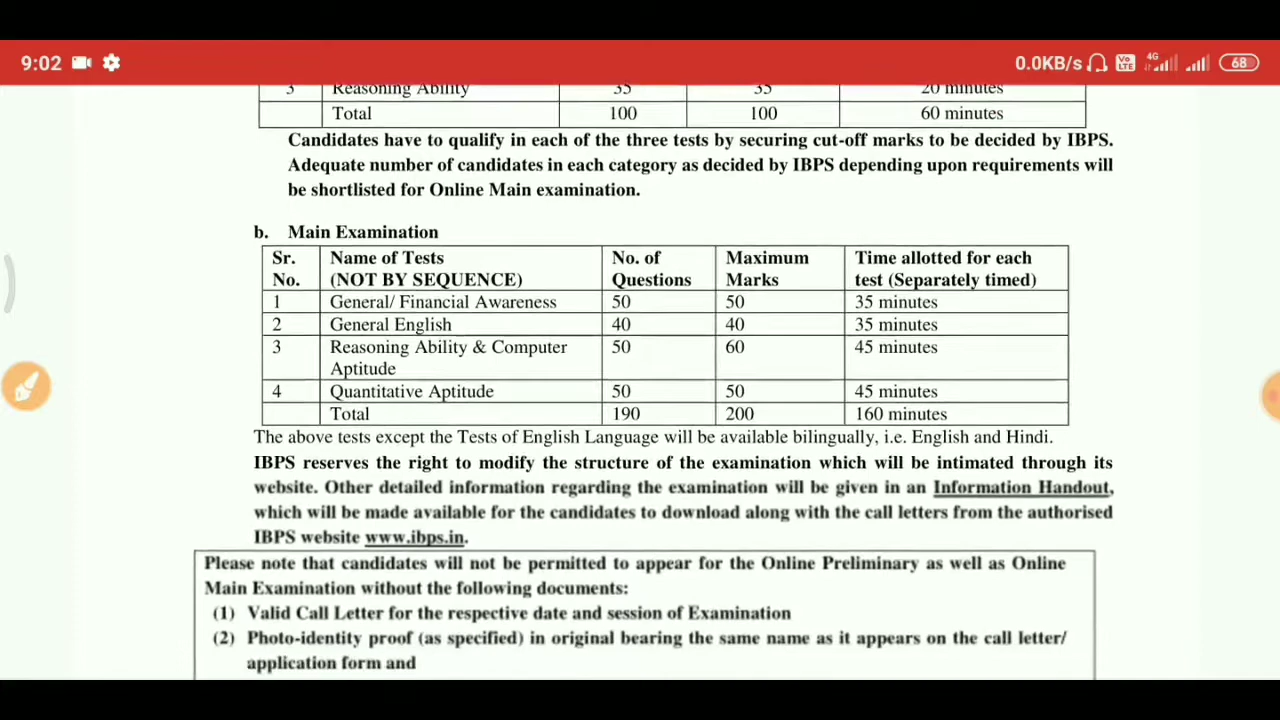 9:02 0.0KB/s Vo LTE 4G 68
3 Reasoning Ability 35 35 20 minutes
Total 100 100 60 minutes
Candidates have to qualify in each of the three tests by securing cut-off marks to be decided by IBPS.
Adequate number of candidates in each category as decided by IBPS depending upon requirements will
be shortlisted for Online Main examination.
b. Main Examination
Sr. Name of Tests No. of Maximum Time allotted for each
No. (NOT BY SEQUENCE) Questions Marks test (Separately timed)
1 General/ Financial Awareness 50 50 35 minutes
2 General English 40 40 35 minutes
3 Reasoning Ability & Computer 50 60 45 minutes
Aptitude
4 Quantitative Aptitude 50 50 45 minutes
Total 190 200 160 minutes
The above tests except the Tests of English Language will be available bilingually, i.e. English and Hindi.
IBPS reserves the right to modify the structure of the examination which will be intimated through its
website. Other detailed information regarding the examination will be given in an Information Handout,
which will be made available for the candidates to download along with the call letters from the authorised
IBPS website www.ibps.in.
Please note that candidates will not be permitted to appear for the Online Preliminary as well as Online
Main Examination without the following documents:
(1) Valid Call Letter for the respective date and session of Examination
(2) Photo-identity proof (as specified) in original bearing the same name as it appears on the call letter/
application form and